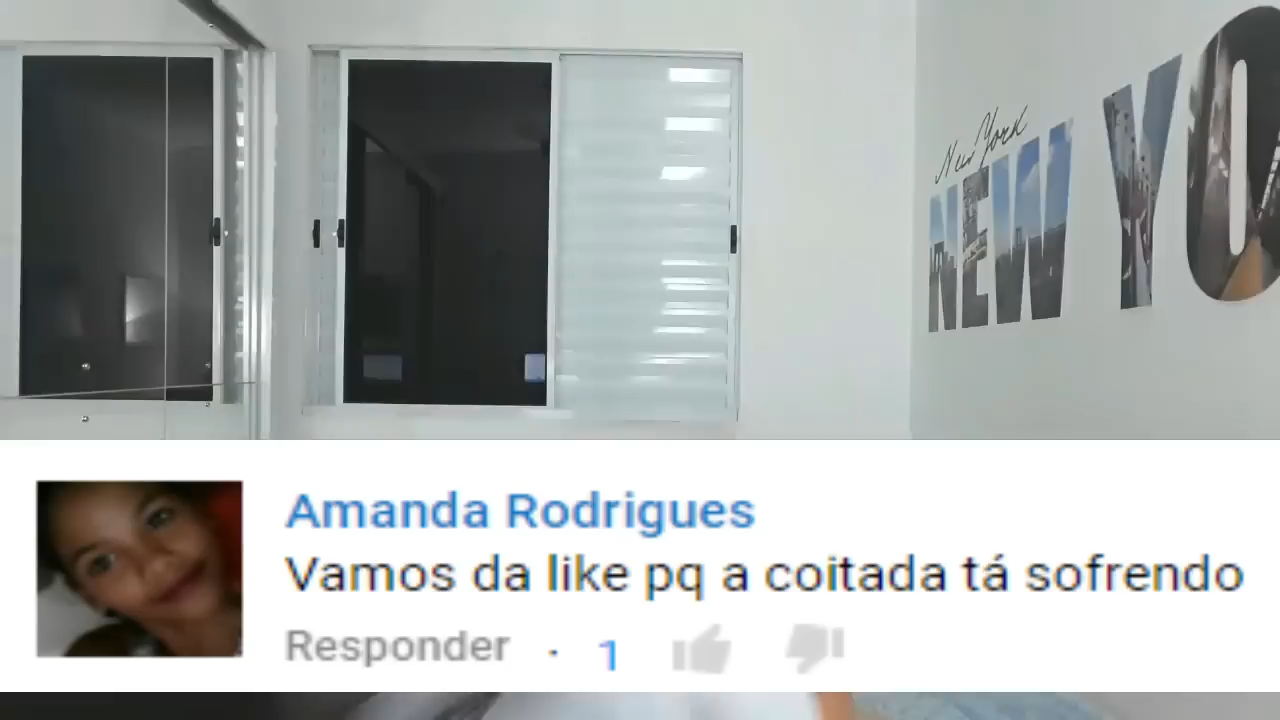 New York
NEW YO
Amanda Rodrigues
Vamos da like pq a coitada tá sofrendo
Responder · 1